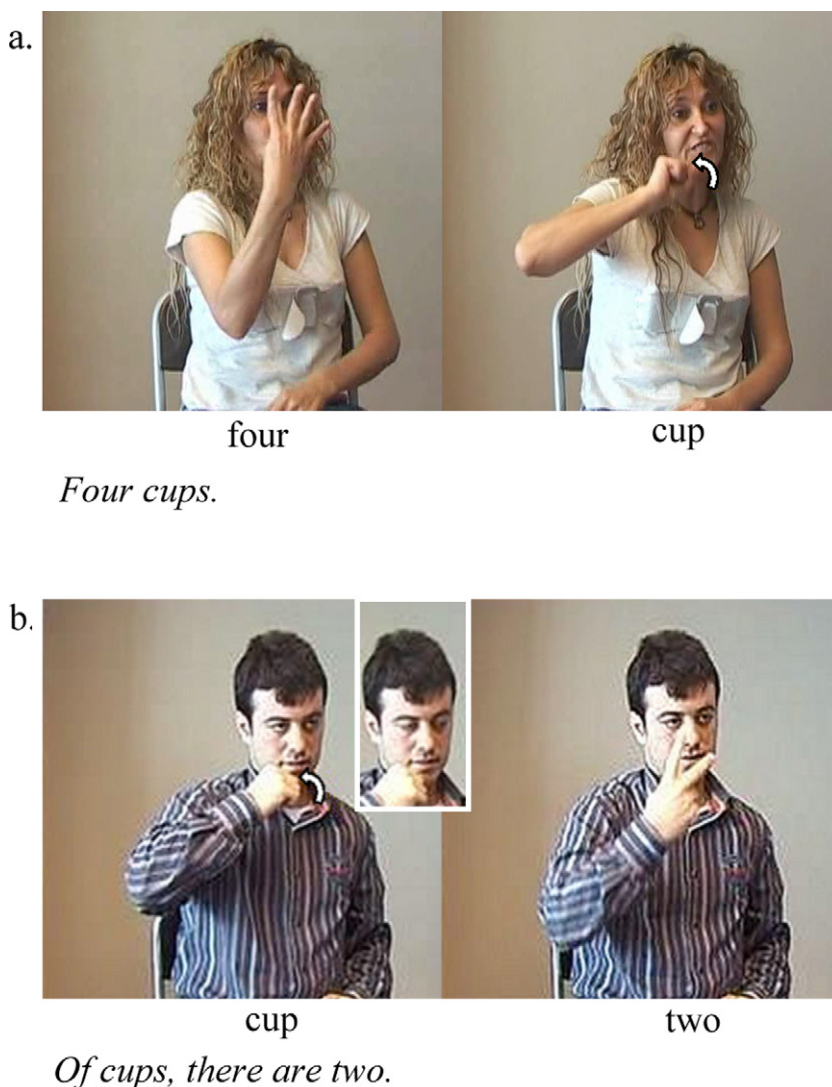 a.
four cup
Four cups.
b.
cup two
Of cups, there are two.